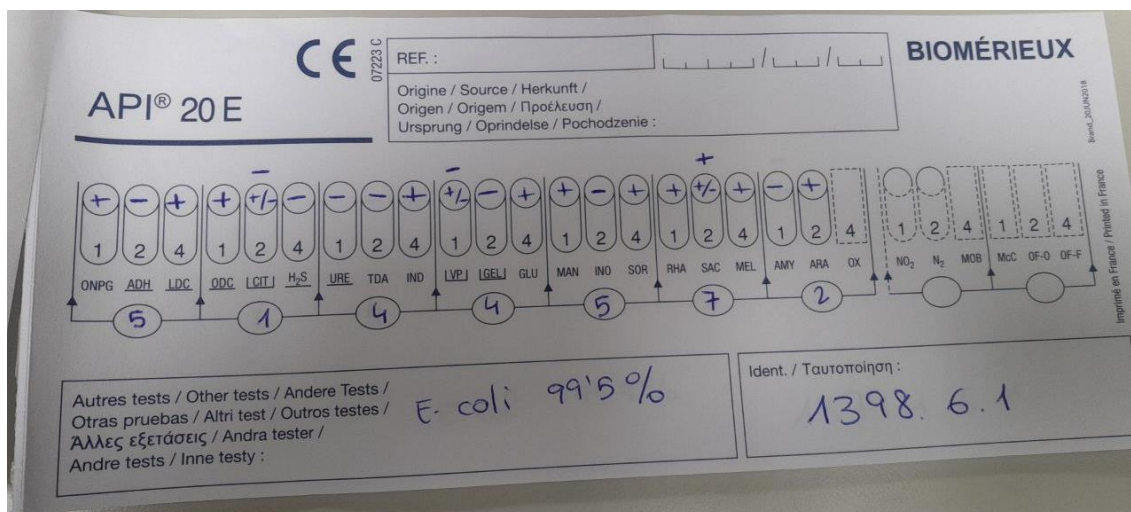 CE
07223 C
REF. :
BIOMÉRIEUX
API® 20 E
Origine / Source / Herkunft /
Origen / Origem / Προέλευση /
Ursprung / Oprindelse / Pochodzenie :
Brand_20JUN2018
− − +
+ − + + +/− − − − + +/− − + + − + + +/− + − +
1 2 4 1 2 4 1 2 4 1 2 4 1 2 4 1 2 4 1 2 4 1 2 4 1 2 4
ONPG ADH LDC ODC CIT H₂S URE TDA IND VP GEL GLU MAN INO SOR RHA SAC MEL AMY ARA OX NO₂ N₂ MOB McC OF-O OF-F
5 1 4 4 5 7 2
Imprimé en France / Printed in France
Autres tests / Other tests / Andere Tests /
Otras pruebas / Altri test / Outros testes /
Άλλες εξετάσεις / Andra tester /
Andre tests / Inne testy :
E. coli 99'5 %
Ident. / Ταυτοποίηση :
1398. 6. 1